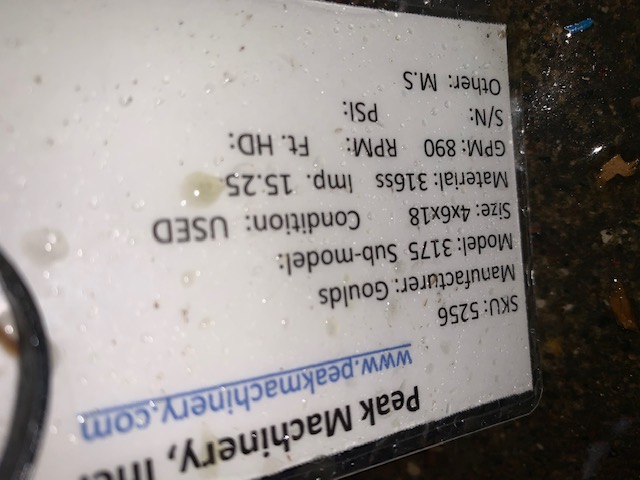 Peak Machinery, Inc.
www.peakmachinery.com
SKU: 5256
Manufacturer: Goulds
Model: 3175 Sub-model:
Size: 4x6x18 Condition: USED
Material: 316ss Imp. 15.25
GPM: 890 RPM: Ft. HD:
S/N: PSI:
Other: M.S